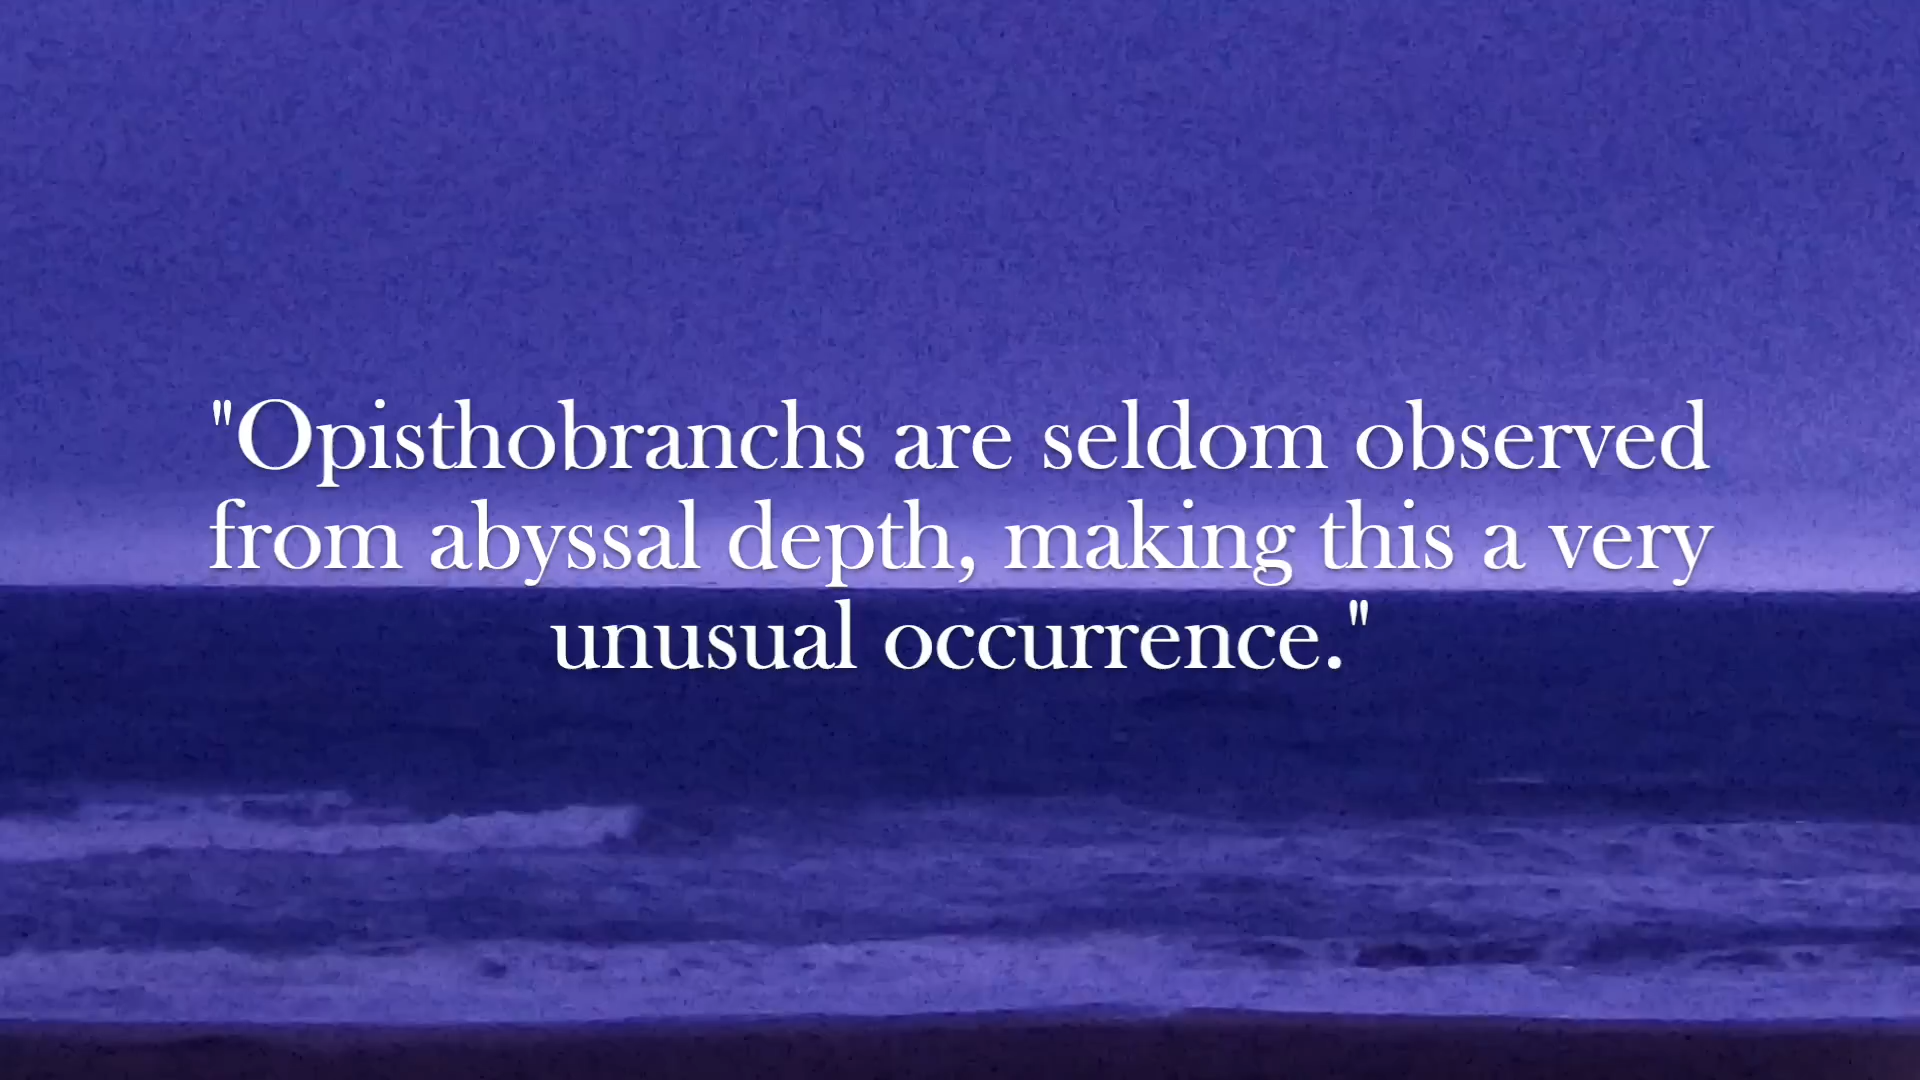 "Opisthobranchs are seldom observed
from abyssal depth, making this a very
unusual occurrence."